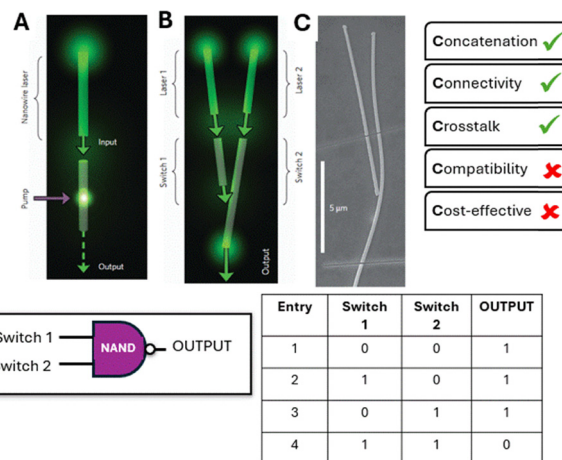 A
B
C
Nanowire laser
Input
Pump
Output
Laser 1
Laser 2
Switch 1
Switch 2
Output
5 μm
Concatenation
Connectivity
Crosstalk
Compatibility
Cost-effective
Switch 1
witch 2
NAND
OUTPUT
Entry Switch 1 Switch 2 OUTPUT
1 0 0 1
2 1 0 1
3 0 1 1
4 1 1 0